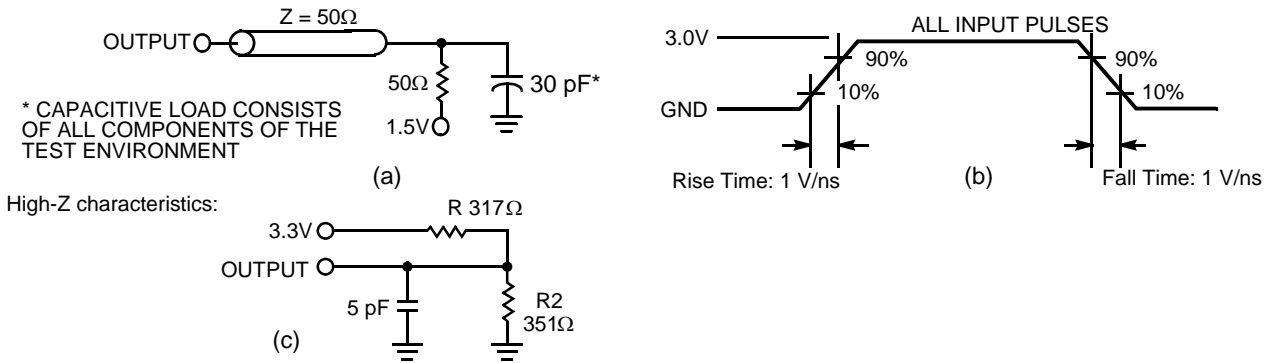 Z = 50Ω
OUTPUT
50Ω
30 pF*
1.5V
* CAPACITIVE LOAD CONSISTS
OF ALL COMPONENTS OF THE
TEST ENVIRONMENT
(a)
ALL INPUT PULSES
3.0V
90%
90%
10%
10%
GND
Rise Time: 1 V/ns
(b)
Fall Time: 1 V/ns
High-Z characteristics:
R 317Ω
3.3V
OUTPUT
5 pF
R2
351Ω
(c)